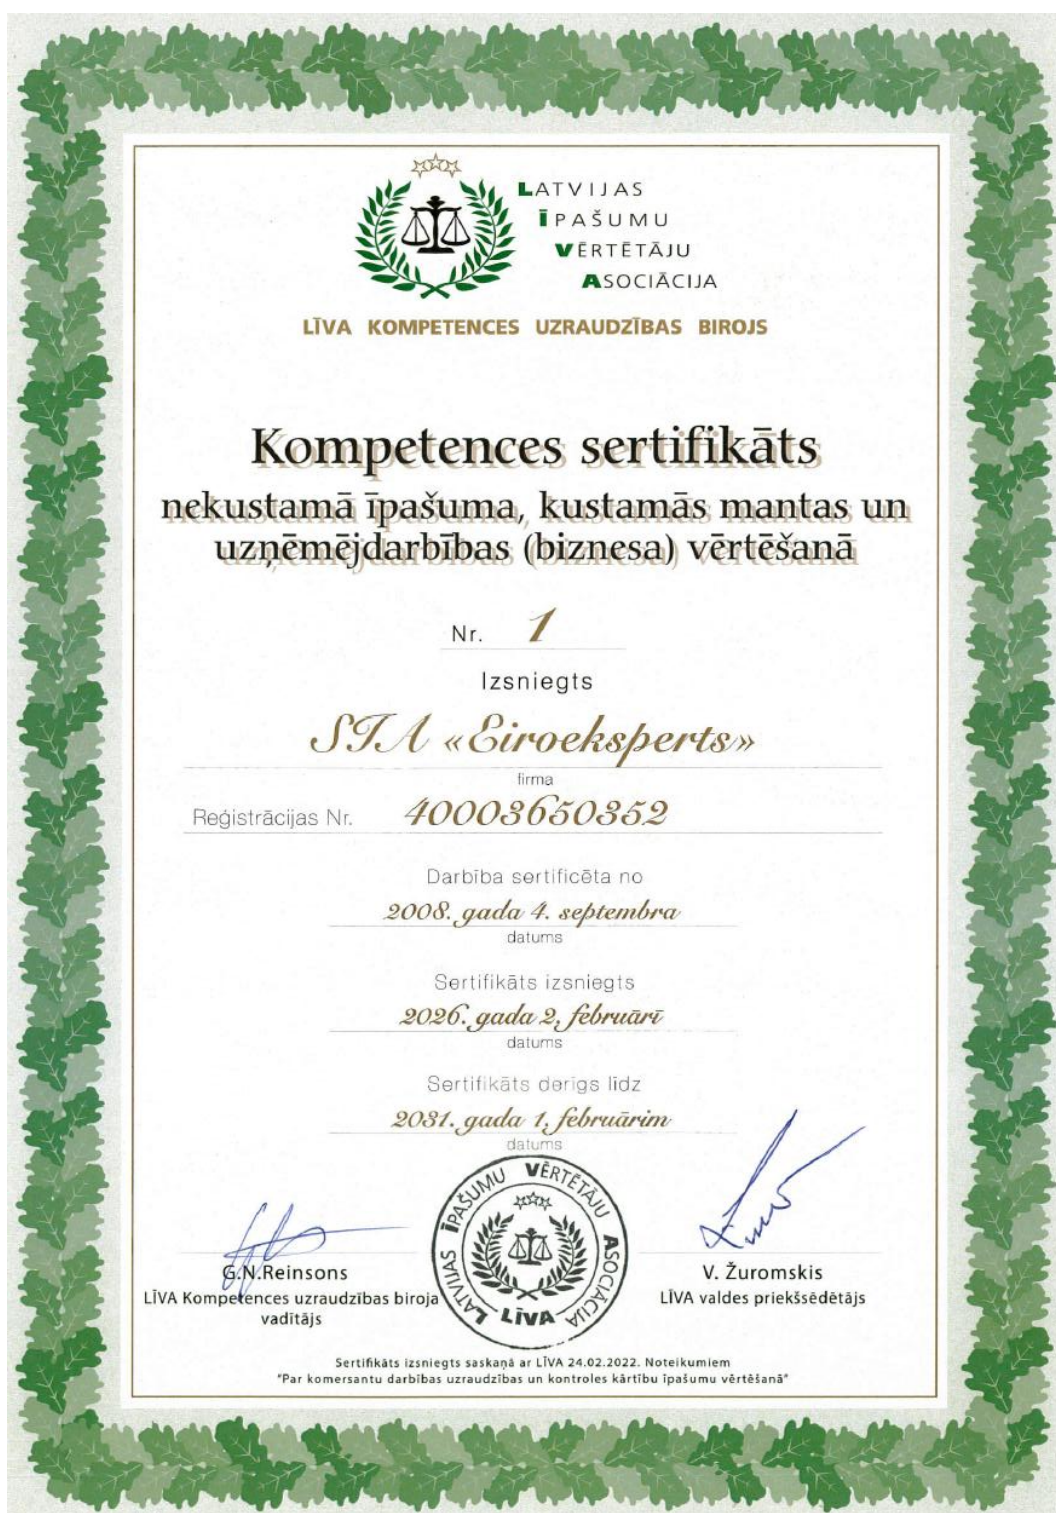 LATVIJAS
ĪPAŠUMU
VĒRTĒTĀJU
ASOCIĀCIJA
LĪVA KOMPETENCES UZRAUDZĪBAS BIROJS
Kompetences sertifikāts
nekustamā īpašuma, kustamās mantas un
uzņēmējdarbības (biznesa) vērtēšanā
Nr. 1
Izsniegts
SIA «Eiroeksperts»
firma
Reģistrācijas Nr. 40003650352
Darbība sertificēta no
2008. gada 4. septembra
datums
Sertifikāts izsniegts
2026. gada 2. februārī
datums
Sertifikāts derīgs līdz
2031. gada 1. februārim
datums
LATVIJAS ĪPAŠUMU VĒRTĒTĀJU ASOCIĀCIJA
LĪVA
G.N.Reinsons
LĪVA Kompetences uzraudzības biroja
vadītājs
V. Žuromskis
LĪVA valdes priekšsēdētājs
Sertifikāts izsniegts saskaņā ar LĪVA 24.02.2022. Noteikumiem
"Par komersantu darbības uzraudzības un kontroles kārtību īpašumu vērtēšanā"